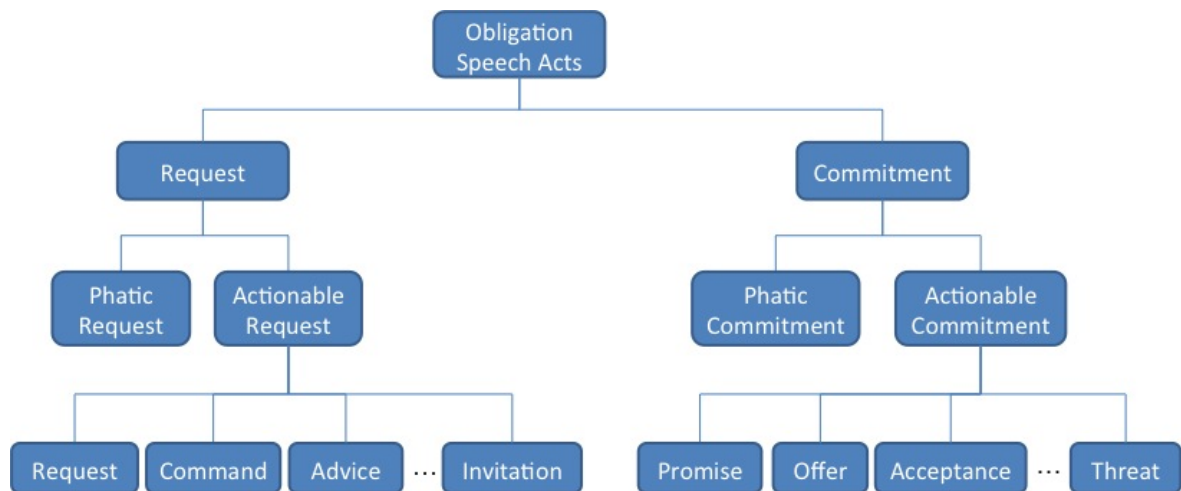 Obligation
Speech Acts
Request
Commitment
Phatic
Request
Actionable
Request
Phatic
Commitment
Actionable
Commitment
Request
Command
Advice
...
Invitation
Promise
Offer
Acceptance
...
Threat